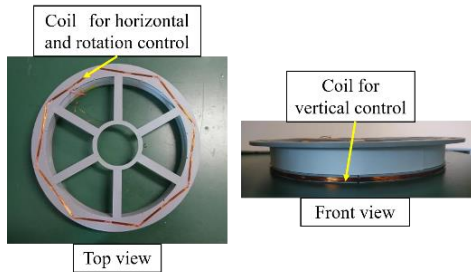 Coil for horizontal
and rotation control
Coil for
vertical control
Top view
Front view